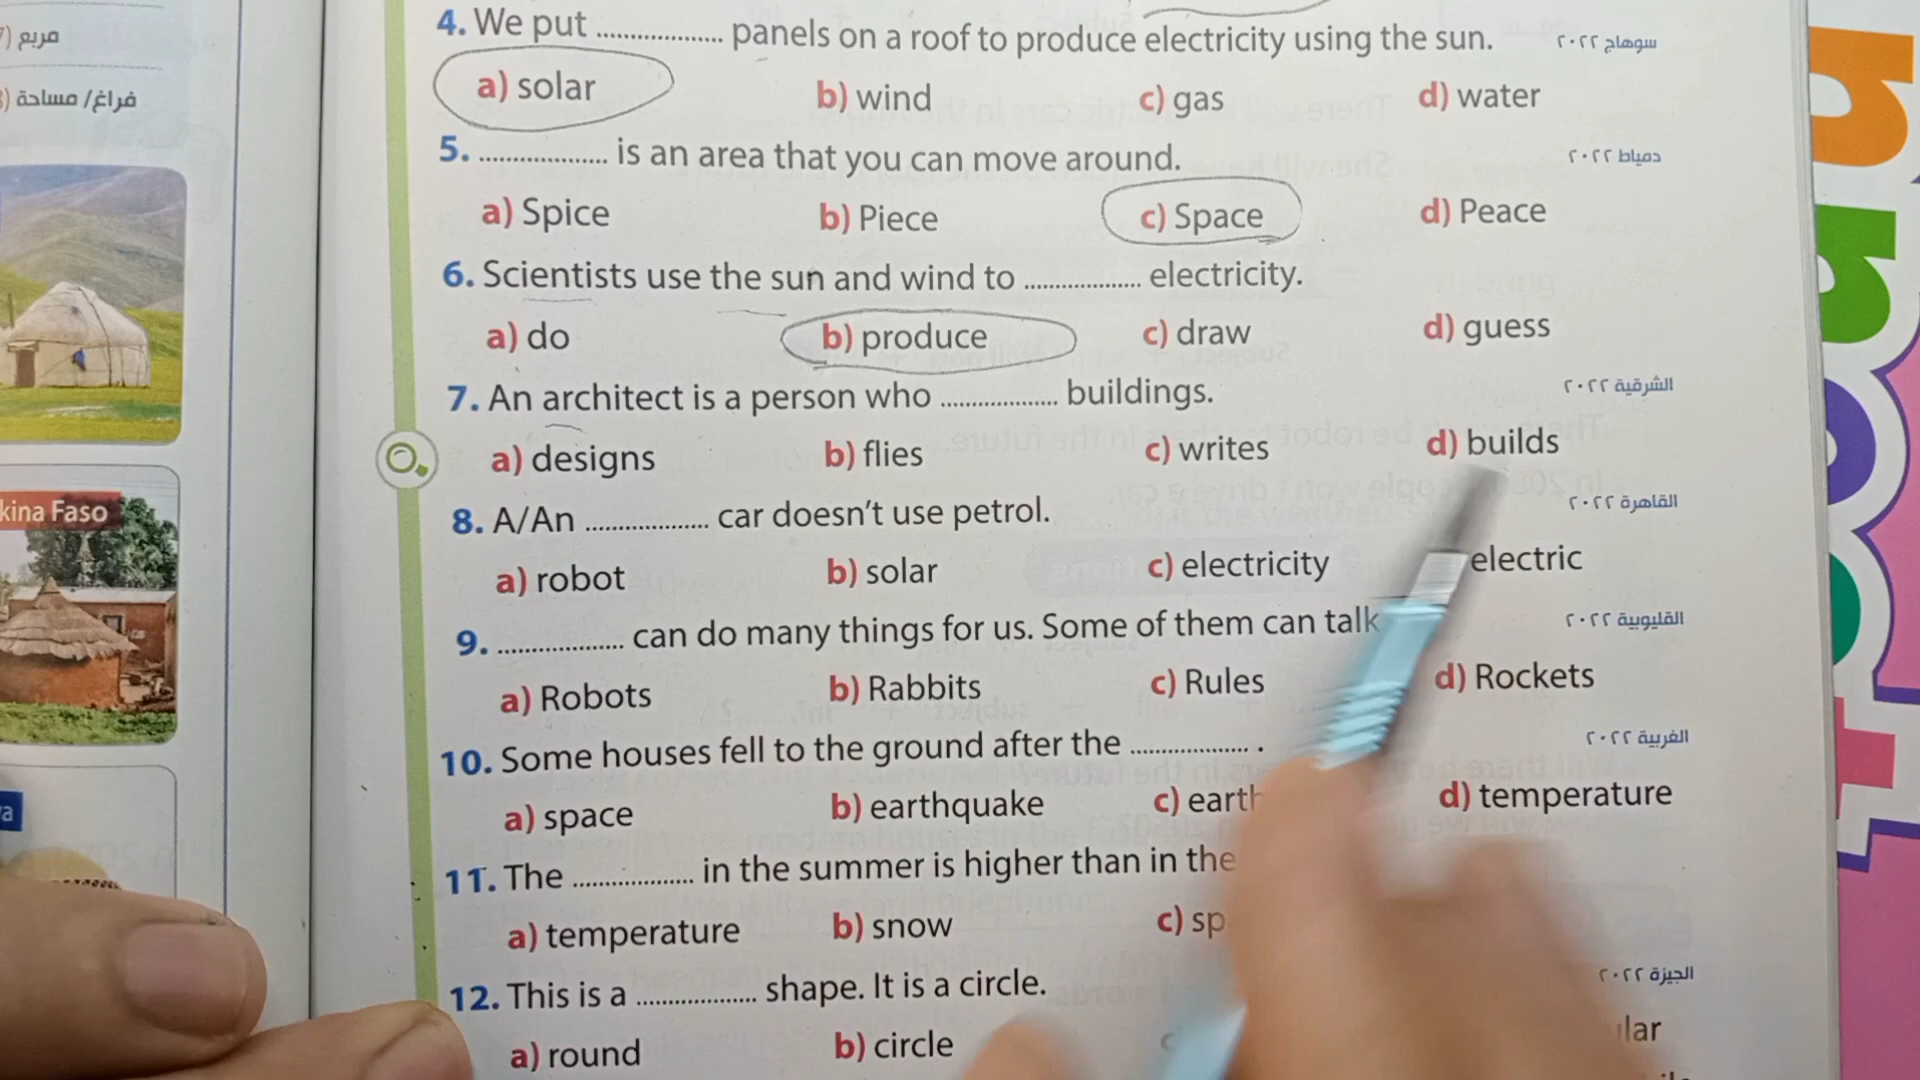 مربع
فراغ/ مساحة
kina Faso
4. We put .................. panels on a roof to produce electricity using the sun. سوهاج ٢٠٢٢
a) solar b) wind c) gas d) water
5. .................. is an area that you can move around. دمياط ٢٠٢٢
a) Spice b) Piece c) Space d) Peace
6. Scientists use the sun and wind to .................. electricity.
a) do b) produce c) draw d) guess
7. An architect is a person who .................. buildings. الشرقية ٢٠٢٢
a) designs b) flies c) writes d) builds
8. A/An .................. car doesn't use petrol. القاهرة ٢٠٢٢
a) robot b) solar c) electricity electric
9. .................. can do many things for us. Some of them can talk القليوبية ٢٠٢٢
a) Robots b) Rabbits c) Rules d) Rockets
10. Some houses fell to the ground after the .................. . الغربية ٢٠٢٢
a) space b) earthquake c) earth d) temperature
11. The .................. in the summer is higher than in the
a) temperature b) snow c) sp
12. This is a .................. shape. It is a circle. الجيزة ٢٠٢٢
a) round b) circle lar